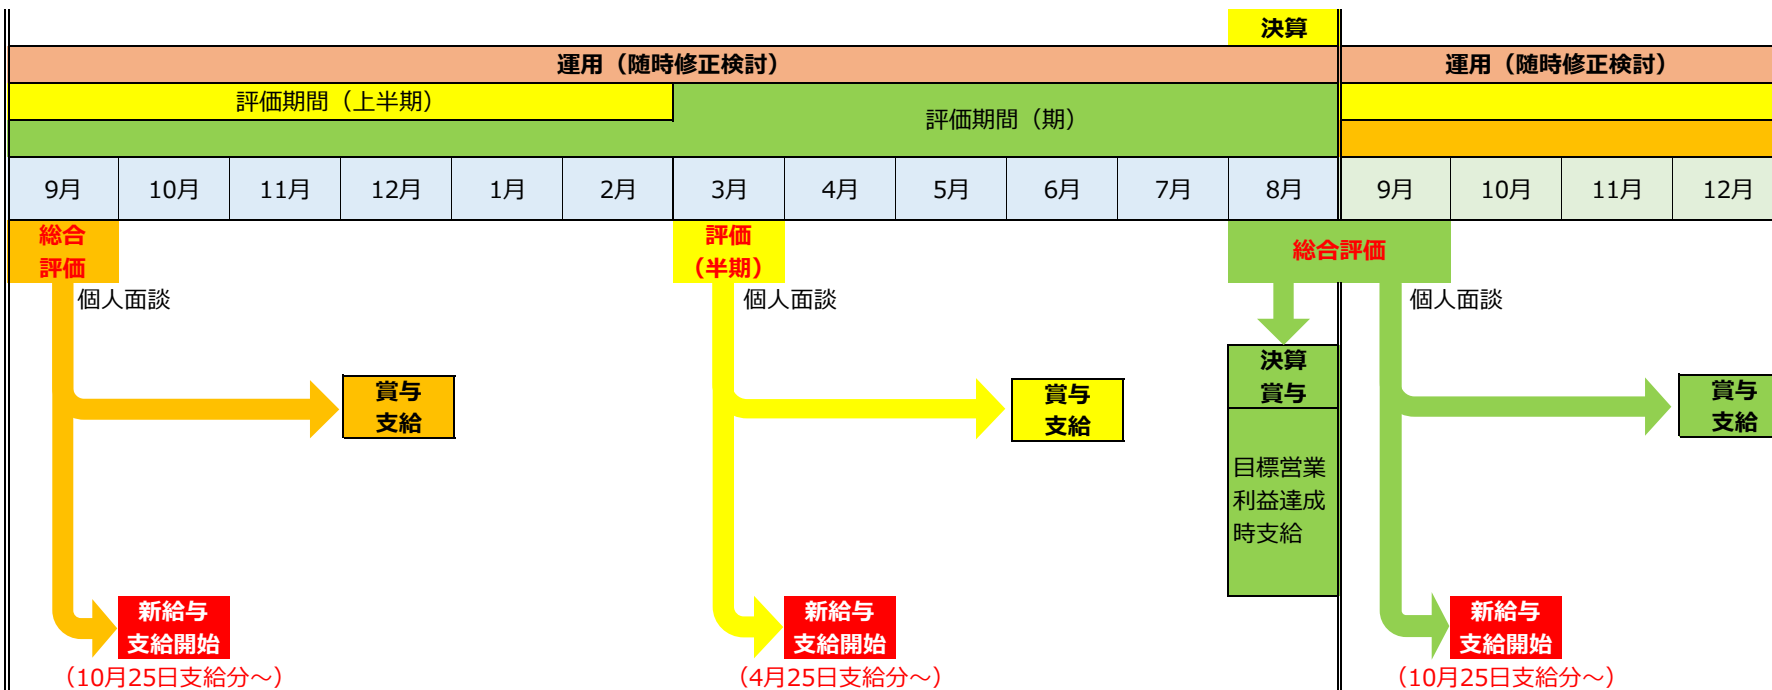 決算
運用（随時修正検討）
運用（随時修正検討）
評価期間（上半期）
評価期間（期）
9月 10月 11月 12月 1月 2月 3月 4月 5月 6月 7月 8月 9月 10月 11月 12月
総合
評価
評価
（半期）
総合評価
個人面談
個人面談
個人面談
決算
賞与
賞与
支給
賞与
支給
賞与
支給
目標営業
利益達成
時支給
新給与
支給開始
新給与
支給開始
新給与
支給開始
（10月25日支給分～）
（4月25日支給分～）
（10月25日支給分～）